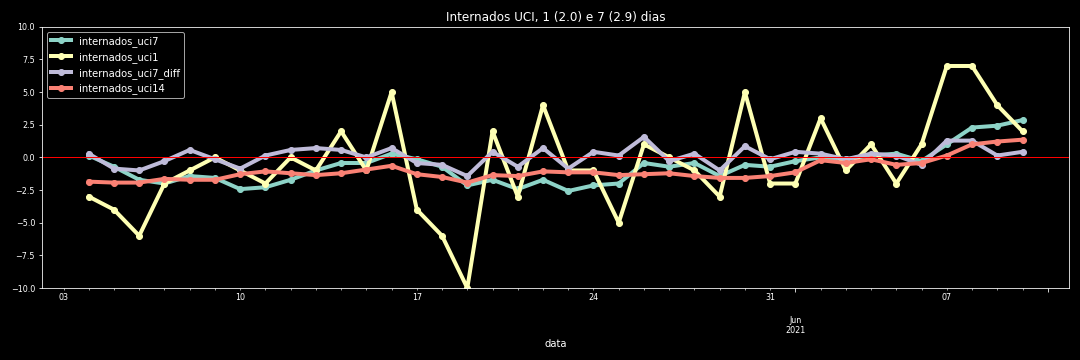 Internados UCI, 1 (2.0) e 7 (2.9) dias
10.0
7.5
5.0
2.5
0.0
−2.5
−5.0
−7.5
−10.0
internados_uci7
internados_uci1
internados_uci7_diff
internados_uci14
03 10 17 24 31 07
Jun
2021
data